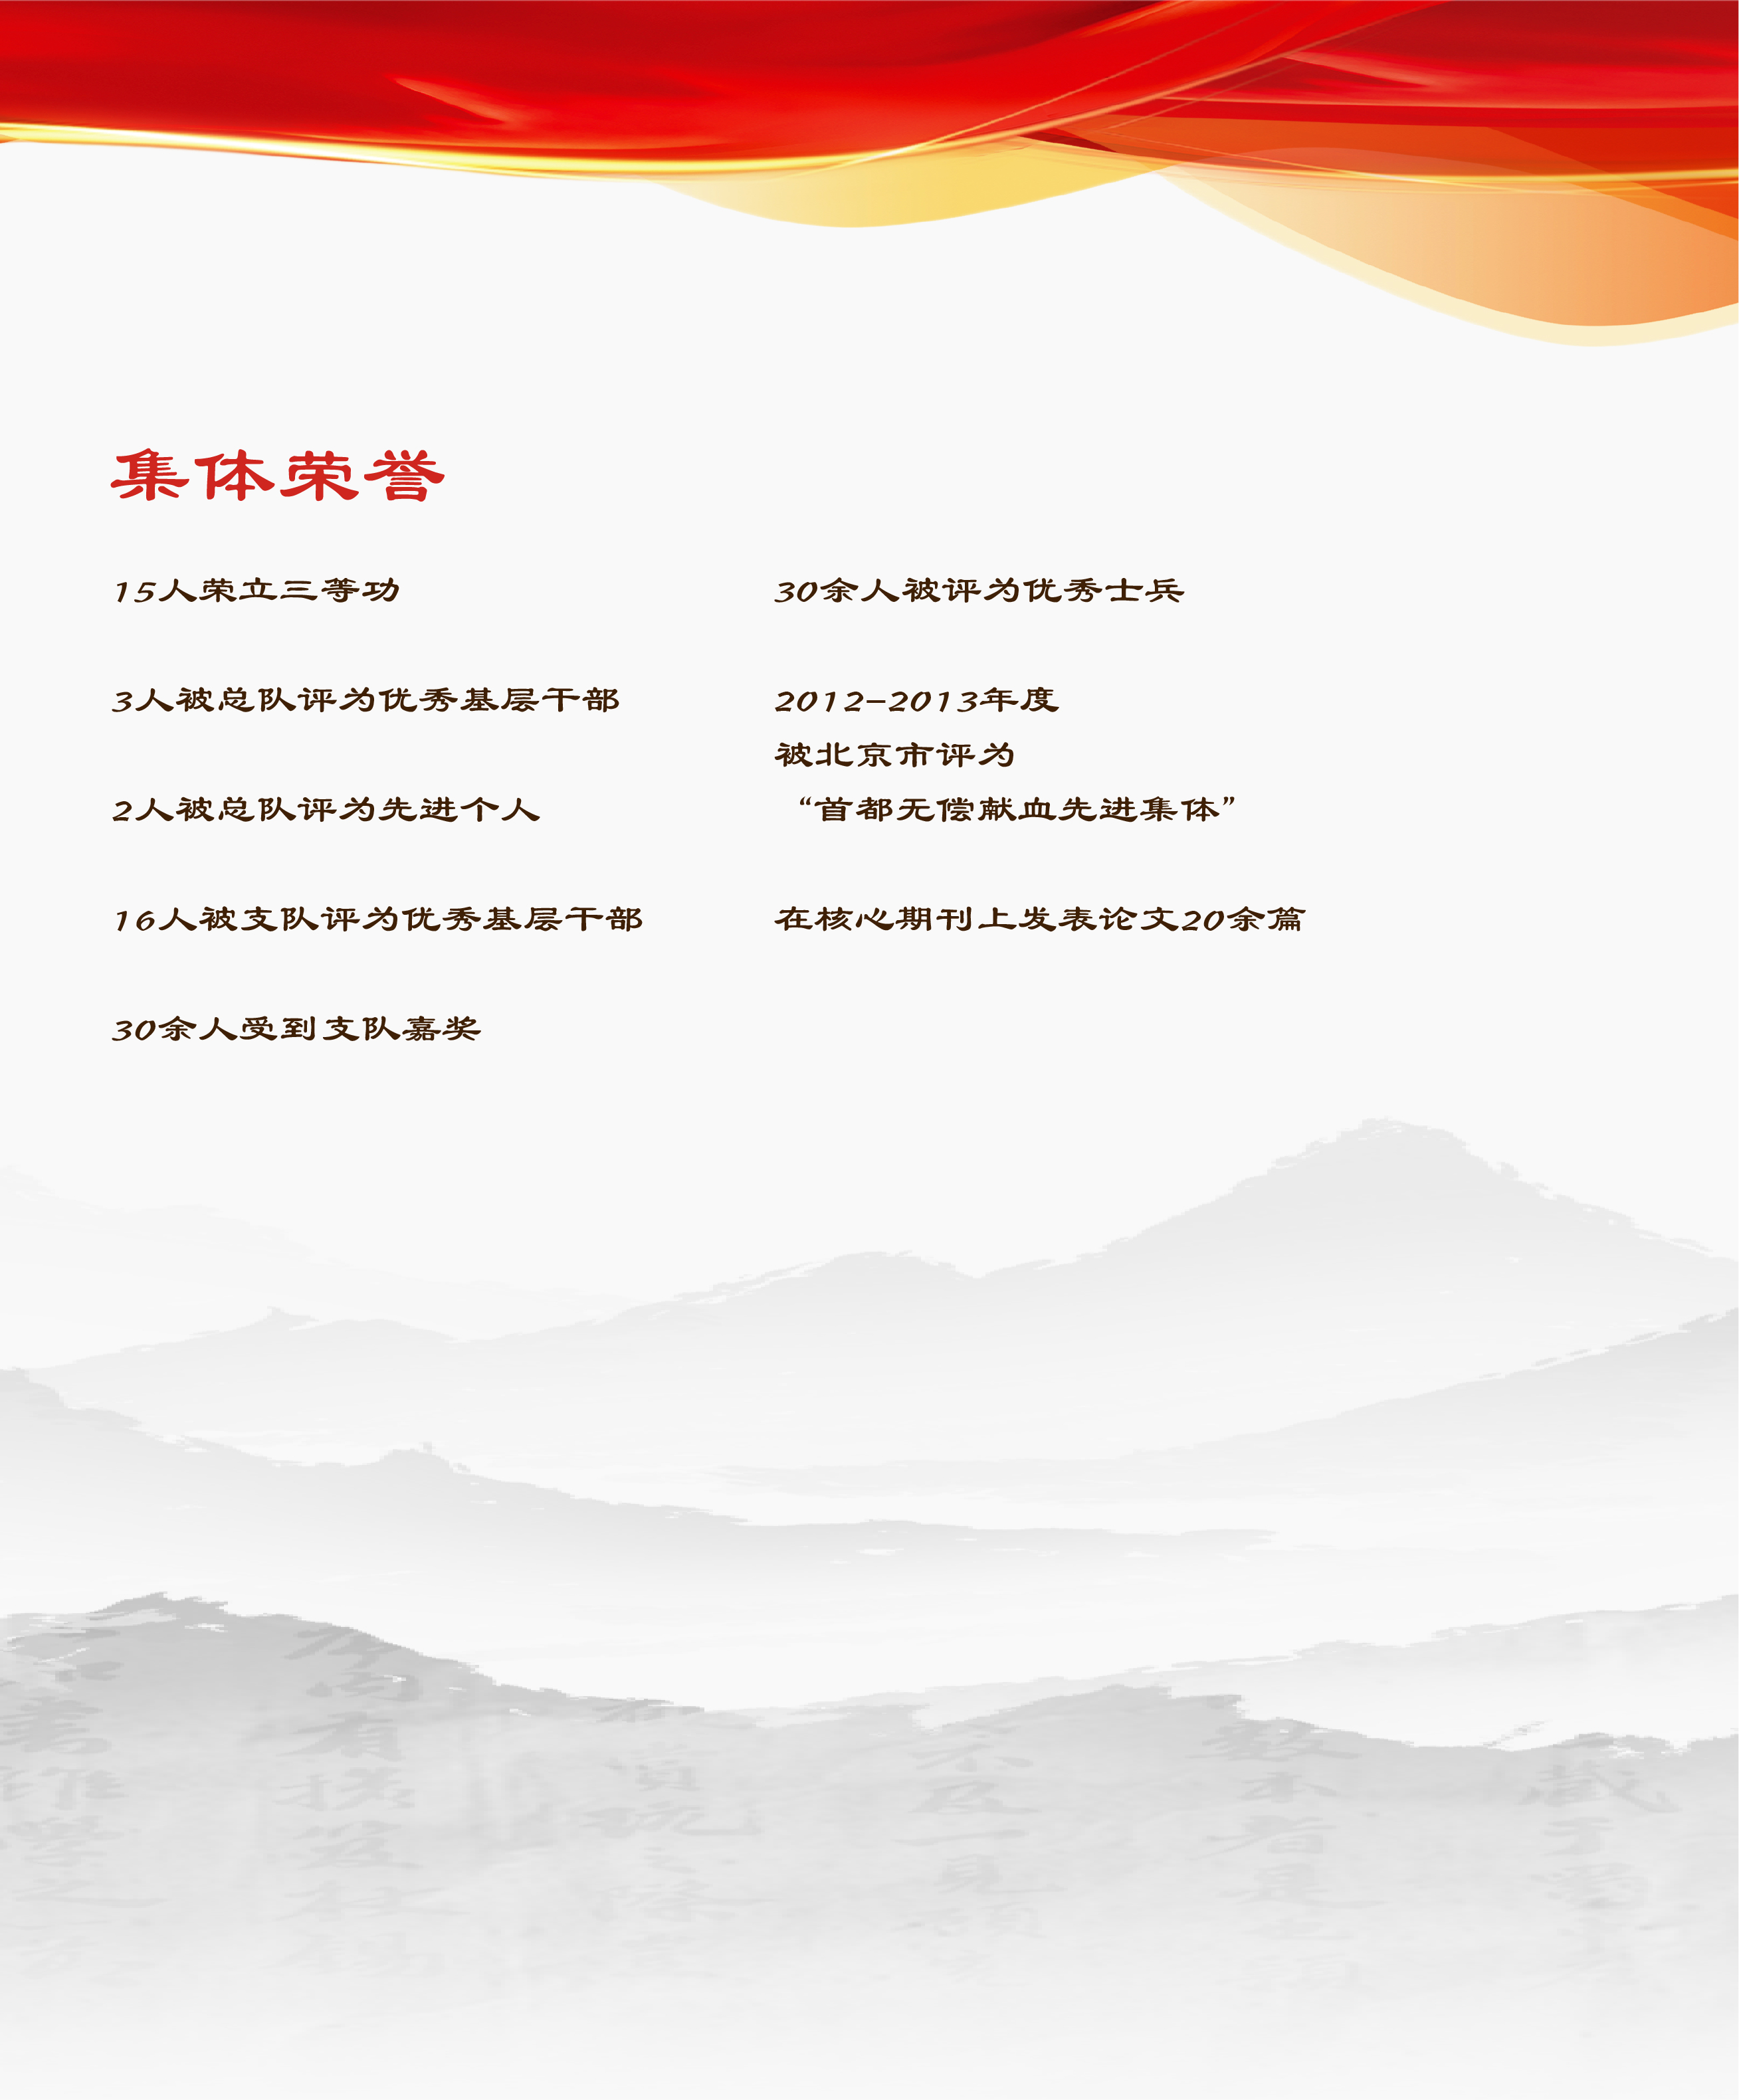 集体荣誉
15人荣立三等功
3人被总队评为优秀基层干部
2人被总队评为先进个人
16人被支队评为优秀基层干部
30余人受到支队嘉奖
30余人被评为优秀士兵
2012-2013年度
被北京市评为
“首都无偿献血先进集体”
在核心期刊上发表论文20余篇